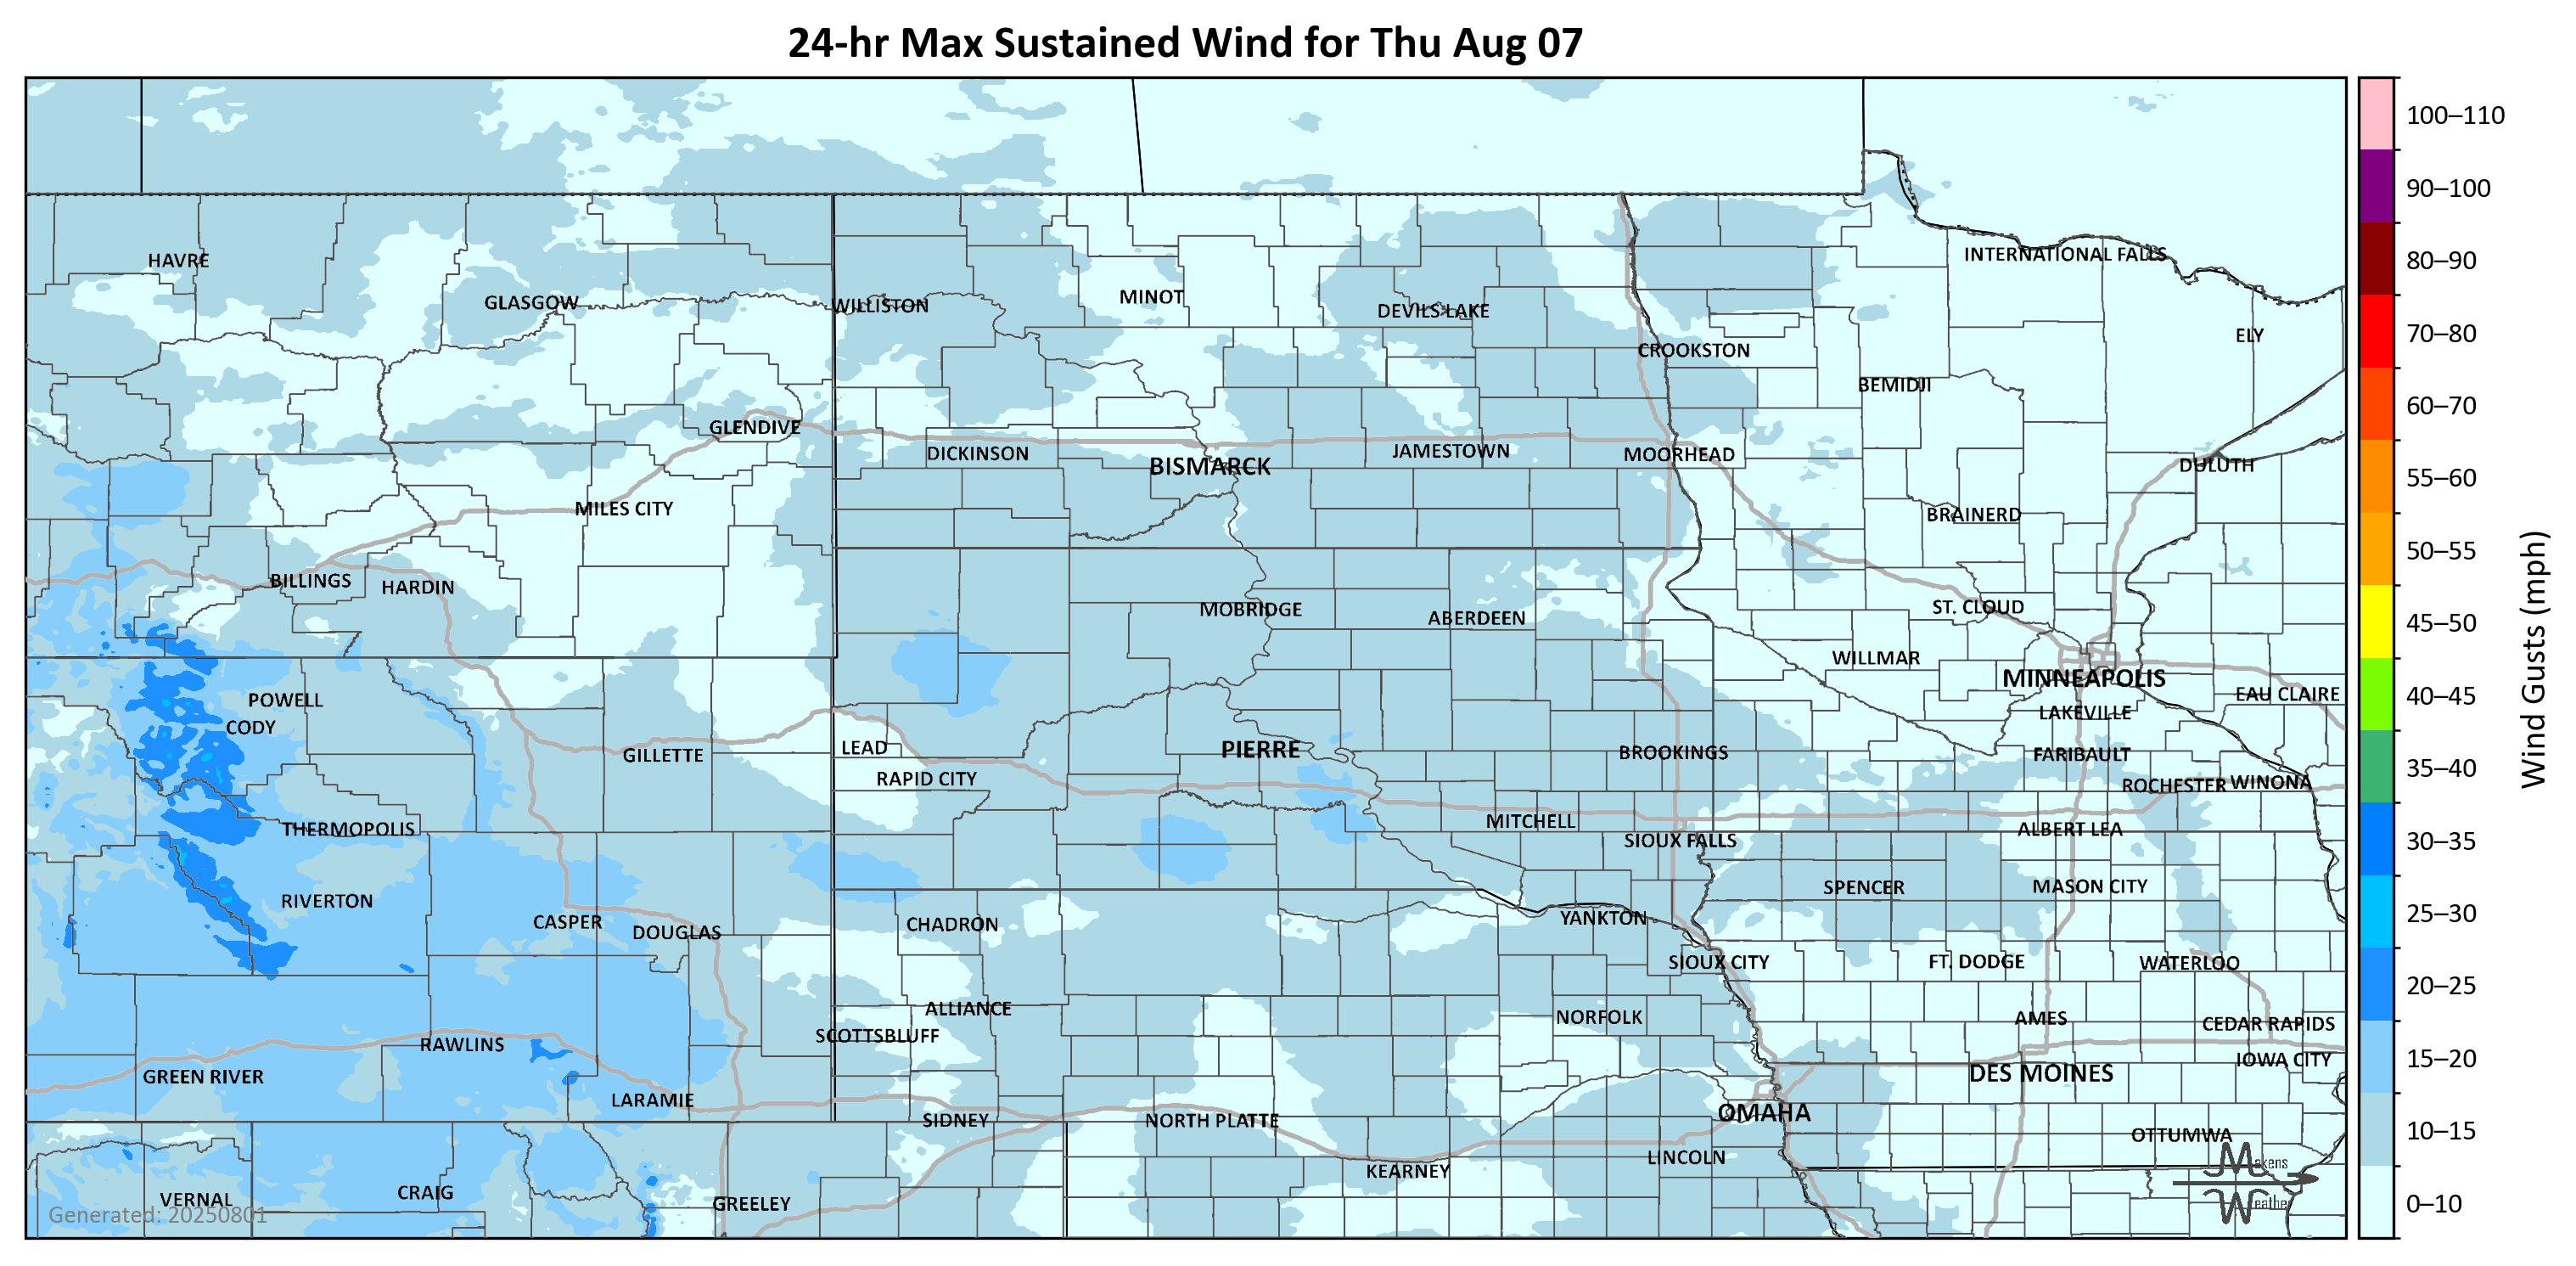 24-hr Max Sustained Wind for Thu Aug 07
100–110
90–100
80–90
70–80
60–70
55–60
50–55
45–50
40–45
35–40
30–35
25–30
20–25
15–20
10–15
0–10
Wind Gusts (mph)
INTERNATIONAL FALLS
HAVRE
GLASGOW
WILLISTON
MINOT
DEVILS LAKE
ELY
CROOKSTON
BEMIDJI
GLENDIVE
DICKINSON
BISMARCK
JAMESTOWN
MOORHEAD
DULUTH
MILES CITY
BRAINERD
BILLINGS
HARDIN
MOBRIDGE
ABERDEEN
ST. CLOUD
WILLMAR
MINNEAPOLIS
EAU CLAIRE
POWELL
CODY
LAKEVILLE
GILLETTE
LEAD
PIERRE
BROOKINGS
FARIBAULT
RAPID CITY
ROCHESTER
WINONA
THERMOPOLIS
MITCHELL
SIOUX FALLS
ALBERT LEA
RIVERTON
SPENCER
MASON CITY
CASPER
DOUGLAS
CHADRON
YANKTON
SIOUX CITY
FT. DODGE
WATERLOO
ALLIANCE
NORFOLK
AMES
CEDAR RAPIDS
SCOTTSBLUFF
RAWLINS
IOWA CITY
GREEN RIVER
DES MOINES
LARAMIE
SIDNEY
NORTH PLATTE
OMAHA
OTTUMWA
LINCOLN
KEARNEY
VERNAL
CRAIG
GREELEY
Generated: 20250801
Makens
Weather